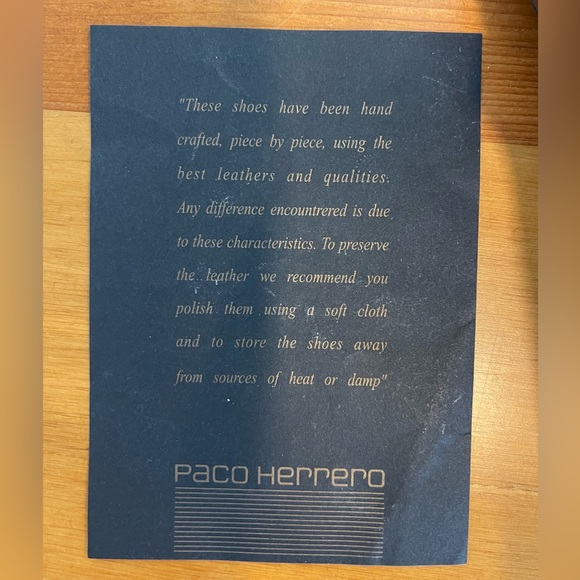 "These shoes have been hand
crafted, piece by piece, using the
best leathers and qualities.
Any difference encountrered is due
to these characteristics. To preserve
the leather we recommend you
polish them using a soft cloth
and to store the shoes away
from sources of heat or damp"
PACO HERRERO